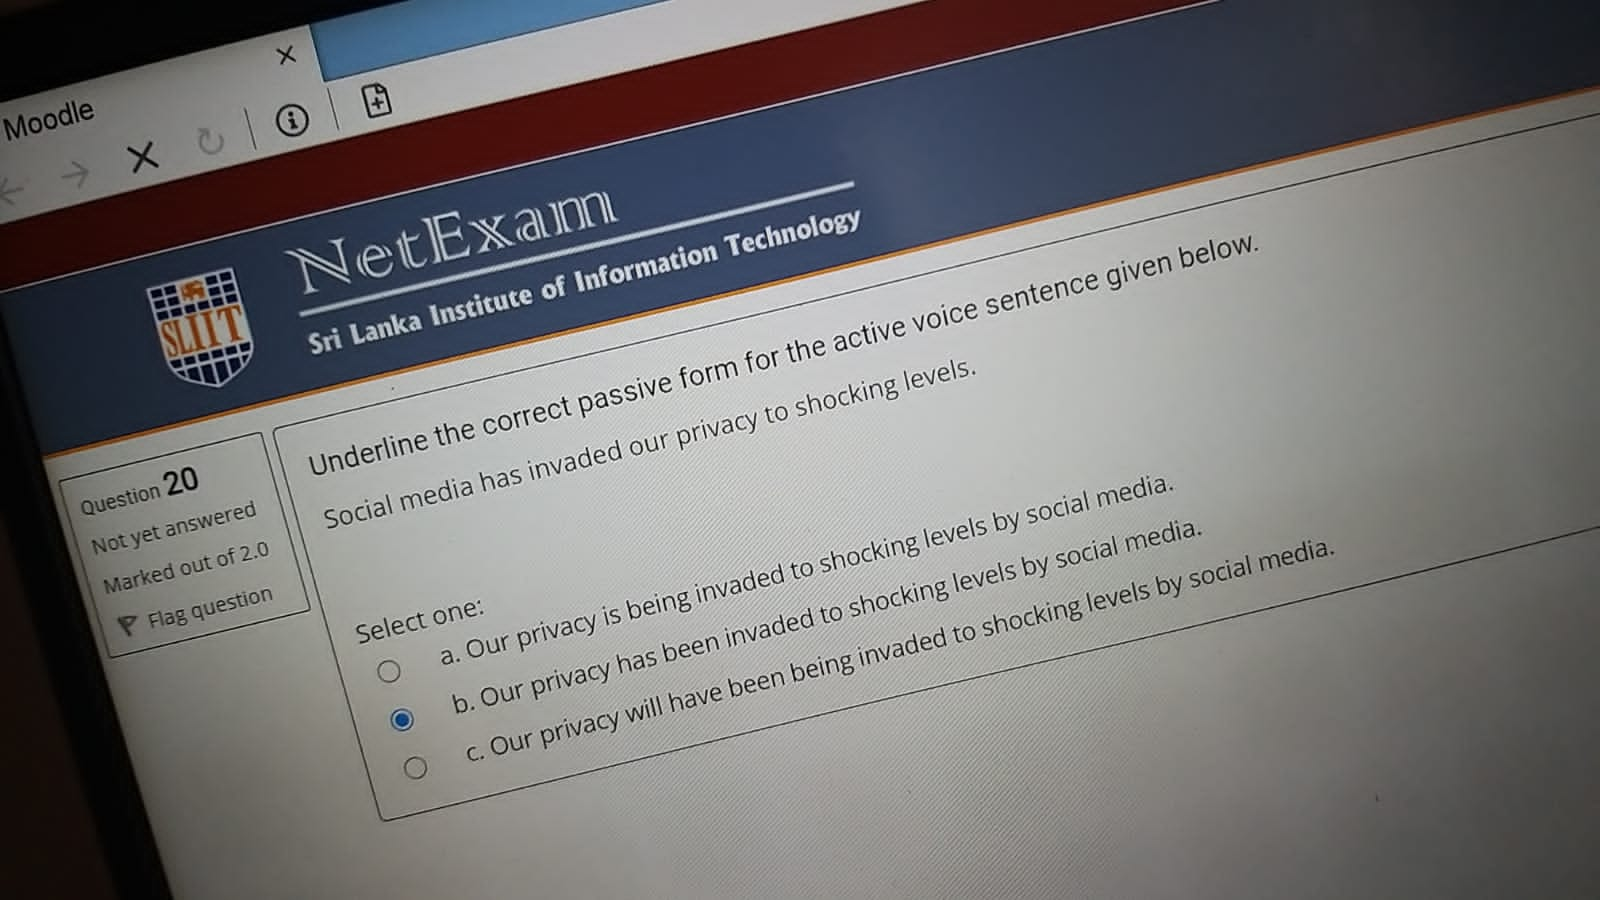 Moodle
NetExam
Sri Lanka Institute of Information Technology
SLIIT
Question 20
Not yet answered
Marked out of 2.0
Flag question
Underline the correct passive form for the active voice sentence given below.
Social media has invaded our privacy to shocking levels.
Select one:
a. Our privacy is being invaded to shocking levels by social media.
b. Our privacy has been invaded to shocking levels by social media.
c. Our privacy will have been being invaded to shocking levels by social media.